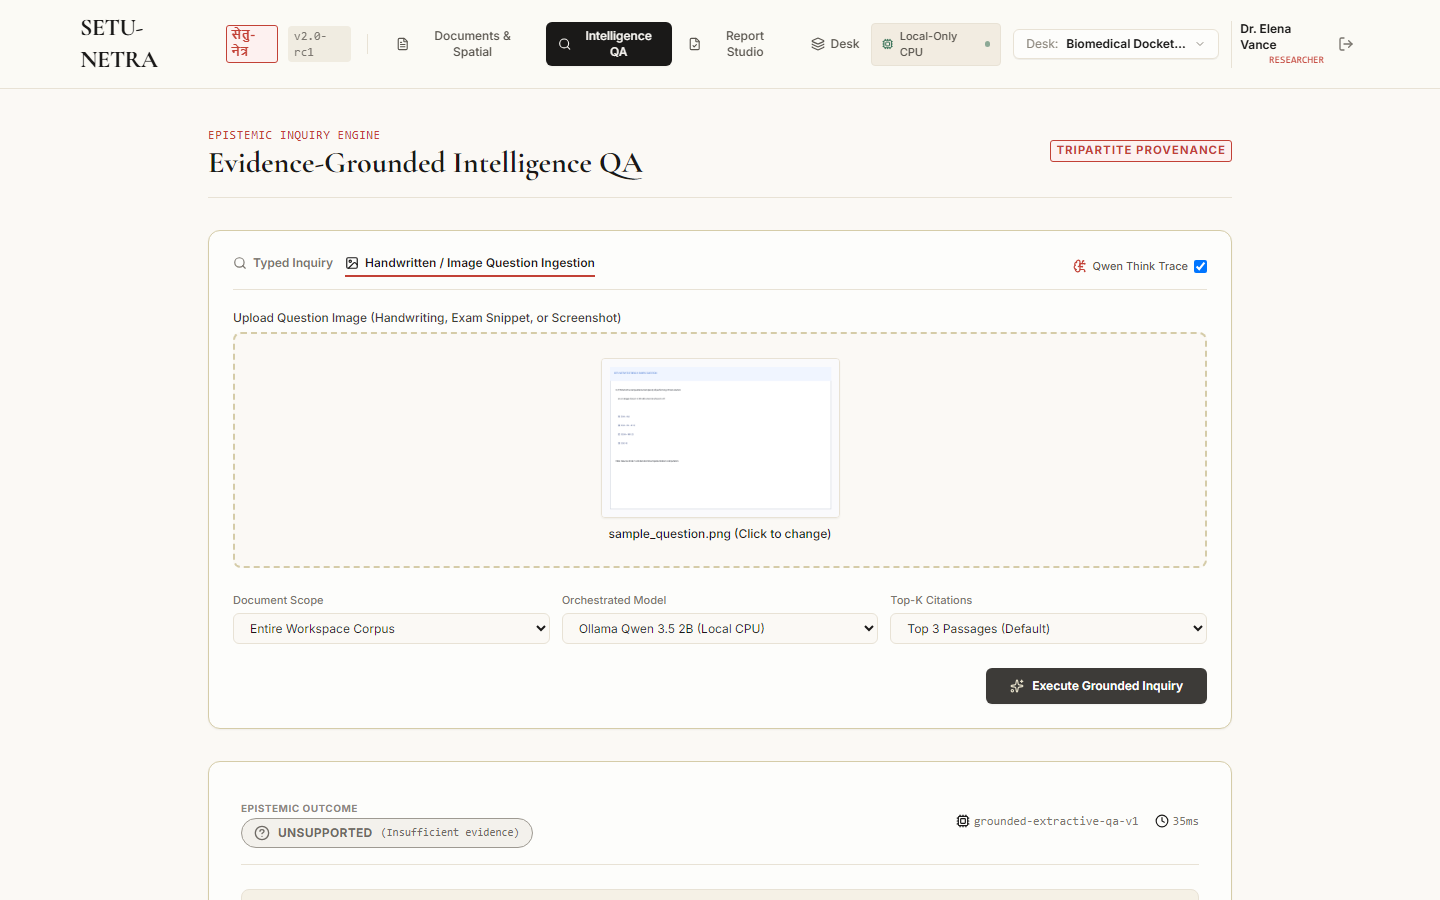 SETU-
NETRA
सेतु-
नेत्र
v2.0-
rc1
Documents &
Spatial
Intelligence
QA
Report
Studio
Desk
Local-Only
CPU
Desk: Biomedical Docket...
Dr. Elena
Vance
RESEARCHER
EPISTEMIC INQUIRY ENGINE
Evidence-Grounded Intelligence QA
TRIPARTITE PROVENANCE
Typed Inquiry
Handwritten / Image Question Ingestion
Qwen Think Trace
Upload Question Image (Handwriting, Exam Snippet, or Screenshot)
sample_question.png (Click to change)
Document Scope
Orchestrated Model
Top-K Citations
Entire Workspace Corpus
Ollama Qwen 3.5 2B (Local CPU)
Top 3 Passages (Default)
Execute Grounded Inquiry
EPISTEMIC OUTCOME
UNSUPPORTED (Insufficient evidence)
grounded-extractive-qa-v1
35ms